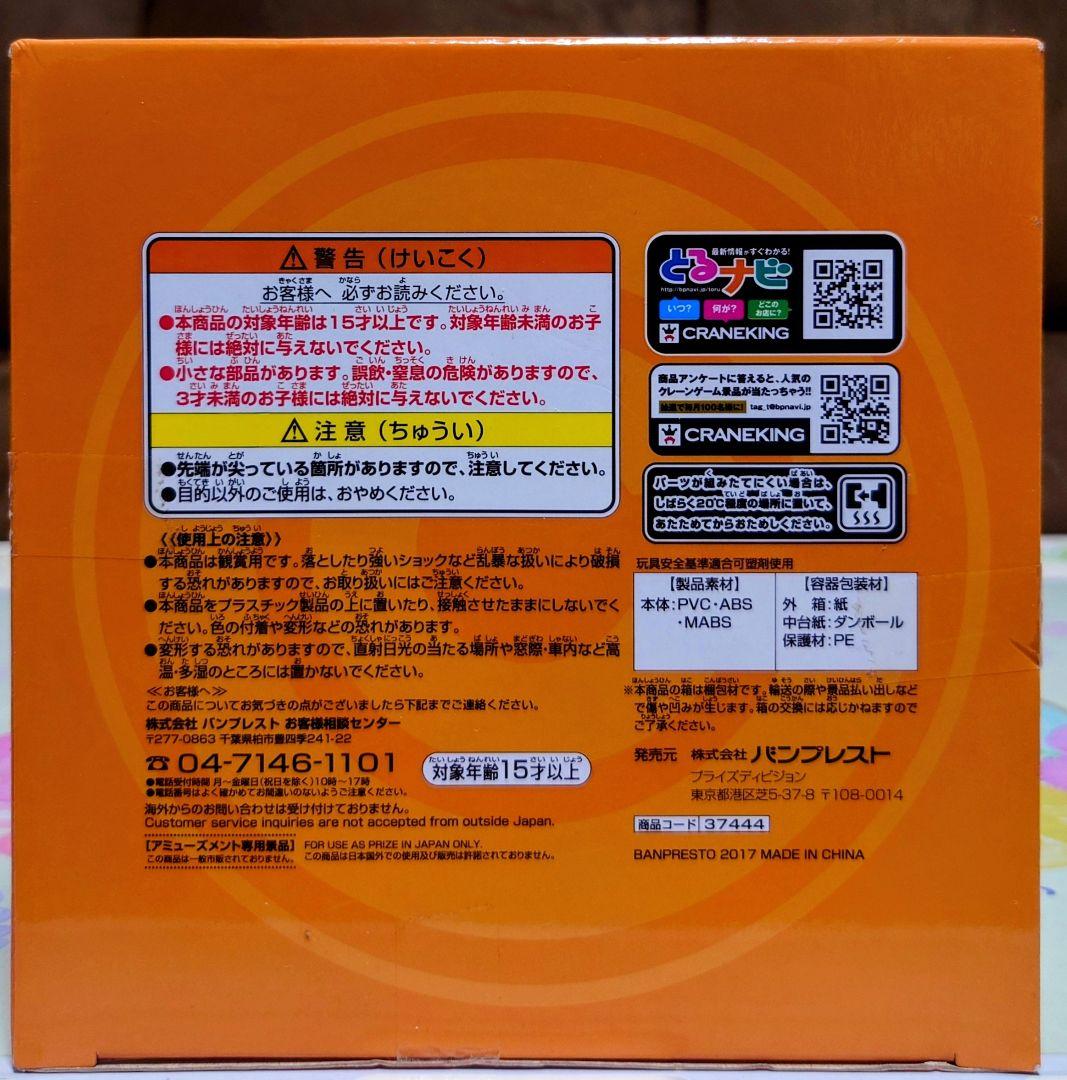 警告（けいこく）
お客様へ 必ずお読みください。
●本商品の対象年齢は15才以上です。対象年齢未満のお子
様には絶対に与えないでください。
●小さな部品があります。誤飲・窒息の危険がありますので、
3才未満のお子様には絶対に与えないでください。
注意（ちゅうい）
●先端が尖っている箇所がありますので、注意してください。
●目的以外のご使用は、おやめください。
《使用上の注意》
●本商品は観賞用です。落としたり強いショックなど乱暴な扱いにより破損
する恐れがありますので、お取り扱いにはご注意ください。
●本商品をプラスチック製品の上に置いたり、接触させたままにしないでく
ださい。色の付着や変形などの恐れがあります。
●変形する恐れがありますので、直射日光の当たる場所や窓際・車内など高
温・多湿のところには置かないでください。
≪お客様へ≫
この商品についてお気づきの点がございましたら下記までご連絡ください。
株式会社 バンプレスト お客様相談センター
〒277-0863 千葉県柏市豊四季241-22
☎ 04-7146-1101
●電話受付時間 月～金曜日(祝日を除く)10時～17時
●電話番号はよく確かめてお間違いのないようご注意ください。
対象年齢15才以上
海外からのお問い合わせは受け付けておりません。
Customer service inquiries are not accepted from outside Japan.
[アミューズメント専用景品] FOR USE AS PRIZE IN JAPAN ONLY.
この商品は一般市販されておりません。 この商品は日本国外での使用及び販売は許諾されておりません。
最新情報がすぐわかる!
とるナビ
http://bpnavi.jp/toru
いつ? 何が? どこのお店に?
CRANEKING
商品アンケートに答えると、人気の
クレーンゲーム景品が当たっちゃう!!
抽選で毎月100名様に! tag_t@bpnavi.jp
CRANEKING
パーツが組みたてにくい場合は、
しばらく20℃程度の場所に置いて、
あたためてからおためしください。
玩具安全基準適合可塑剤使用
【製品素材】 【容器包装材】
本体：PVC・ABS 外 箱：紙
・MABS 中台紙：ダンボール
保護材：PE
※本商品の箱は梱包材です。輸送の際や景品払い出しなど
で傷や凹みが生じます。箱の交換には応じかねますので
ご了承ください。
発売元 株式会社 バンプレスト
プライズディビジョン
東京都港区芝5-37-8 〒108-0014
商品コード 37444
BANPRESTO 2017 MADE IN CHINA